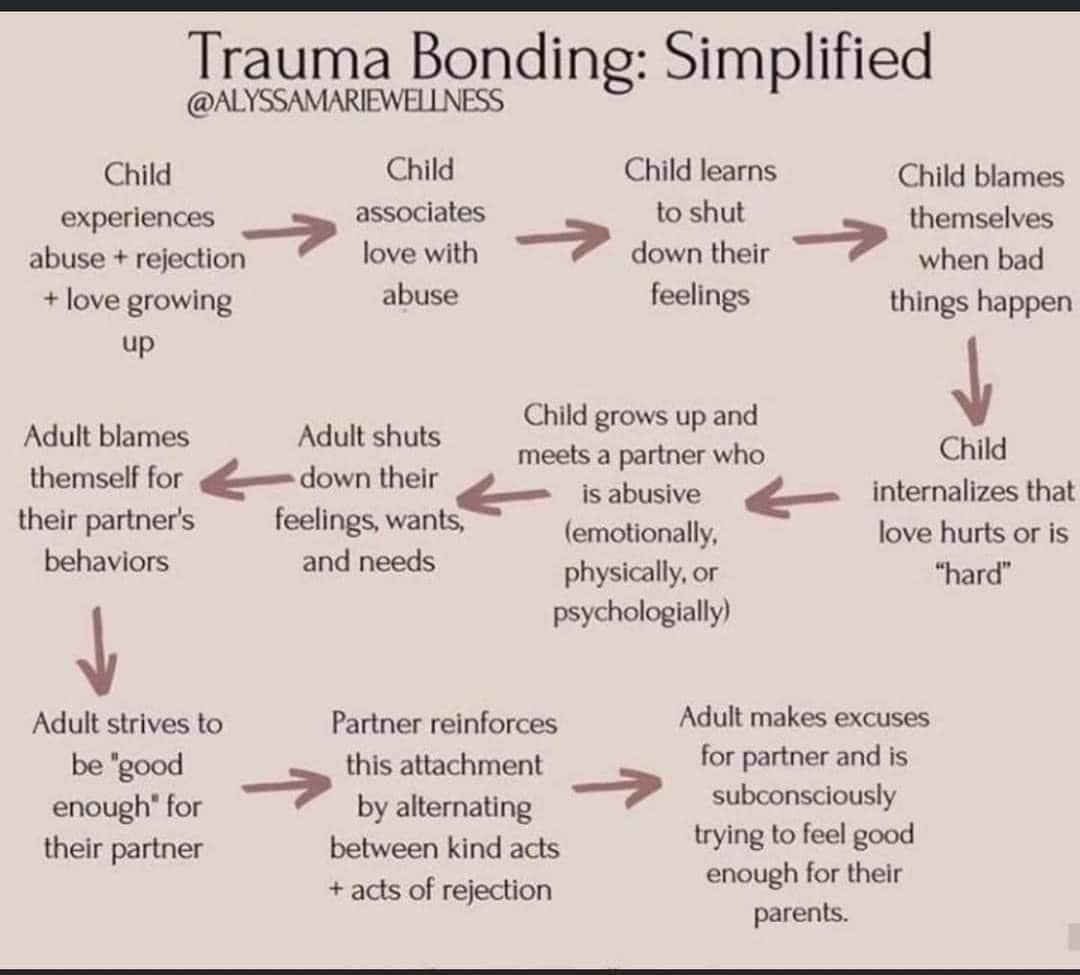 Trauma Bonding: Simplified
@ALYSSAMARIEWELLNESS
Child
experiences
abuse + rejection
+ love growing
up
Child
associates
love with
abuse
Child learns
to shut
down their
feelings
Child blames
themselves
when bad
things happen
Child
internalizes that
love hurts or is
“hard”
Child grows up and
meets a partner who
is abusive
(emotionally,
physically, or
psychologially)
Adult shuts
down their
feelings, wants,
and needs
Adult blames
themself for
their partner's
behaviors
Adult strives to
be "good
enough" for
their partner
Partner reinforces
this attachment
by alternating
between kind acts
+ acts of rejection
Adult makes excuses
for partner and is
subconsciously
trying to feel good
enough for their
parents.